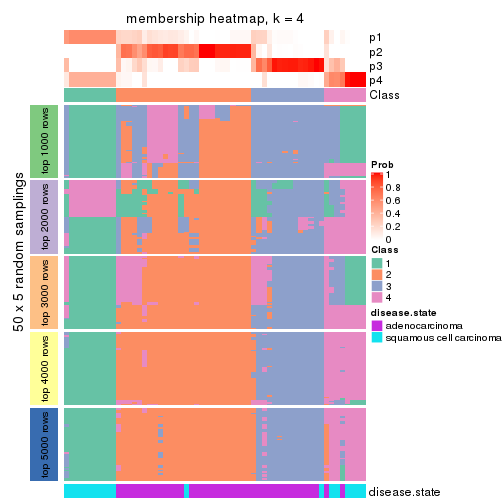 membership heatmap, k = 4
p1
p2
p3
p4
Class
50 x 5 random samplings
top 1000 rows
top 2000 rows
top 3000 rows
top 4000 rows
top 5000 rows
Prob
1
0.8
0.6
0.4
0.2
0
Class
1
2
3
4
disease.state
adenocarcinoma
squamous cell carcinoma
disease.state